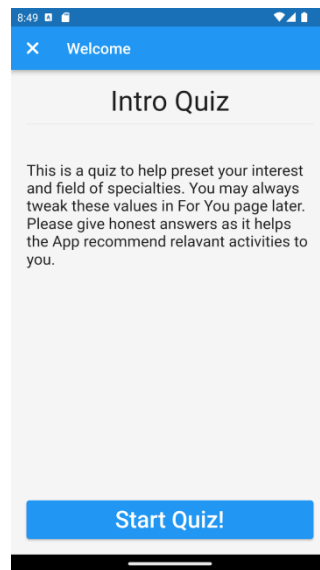 8:49
Welcome
Intro Quiz
This is a quiz to help preset your interest
and field of specialties. You may always
tweak these values in For You page later.
Please give honest answers as it helps
the App recommend relavant activities to
you.
Start Quiz!